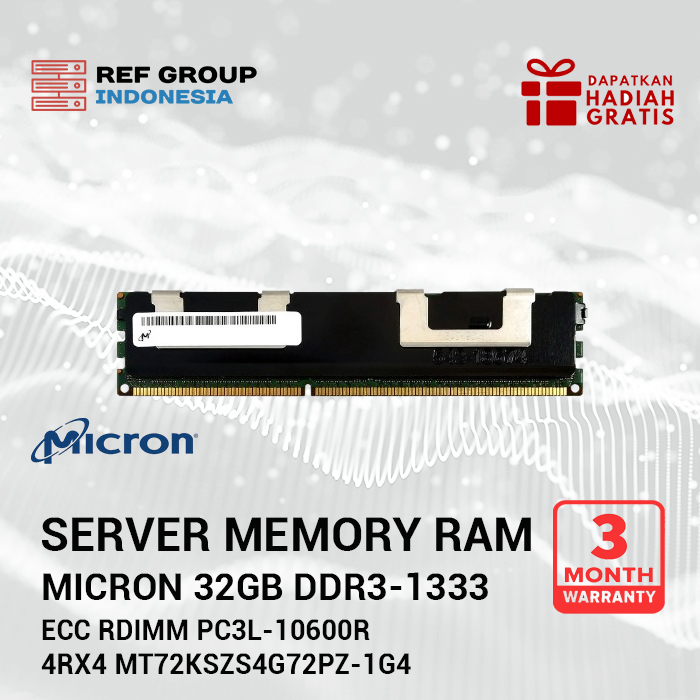 REF GROUP
INDONESIA
DAPATKAN
HADIAH
GRATIS
Micron
SERVER MEMORY RAM
MICRON 32GB DDR3-1333
ECC RDIMM PC3L-10600R
4RX4 MT72KSZS4G72PZ-1G4
3
MONTH
WARRANTY